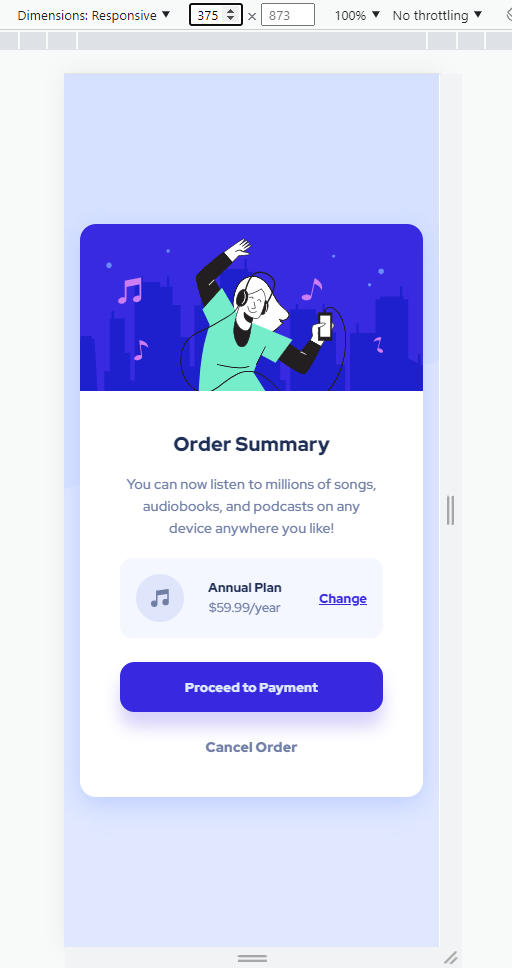 Dimensions: Responsive ▼ 375 × 873 100% ▼ No throttling ▼
Order Summary
You can now listen to millions of songs,
audiobooks, and podcasts on any
device anywhere you like!
Annual Plan
$59.99/year
Change
Proceed to Payment
Cancel Order